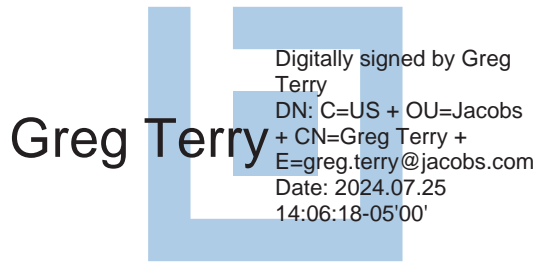 Greg Terry
Digitally signed by Greg
Terry
DN: C=US + OU=Jacobs
+ CN=Greg Terry +
E=greg.terry@jacobs.com
Date: 2024.07.25
14:06:18-05'00'